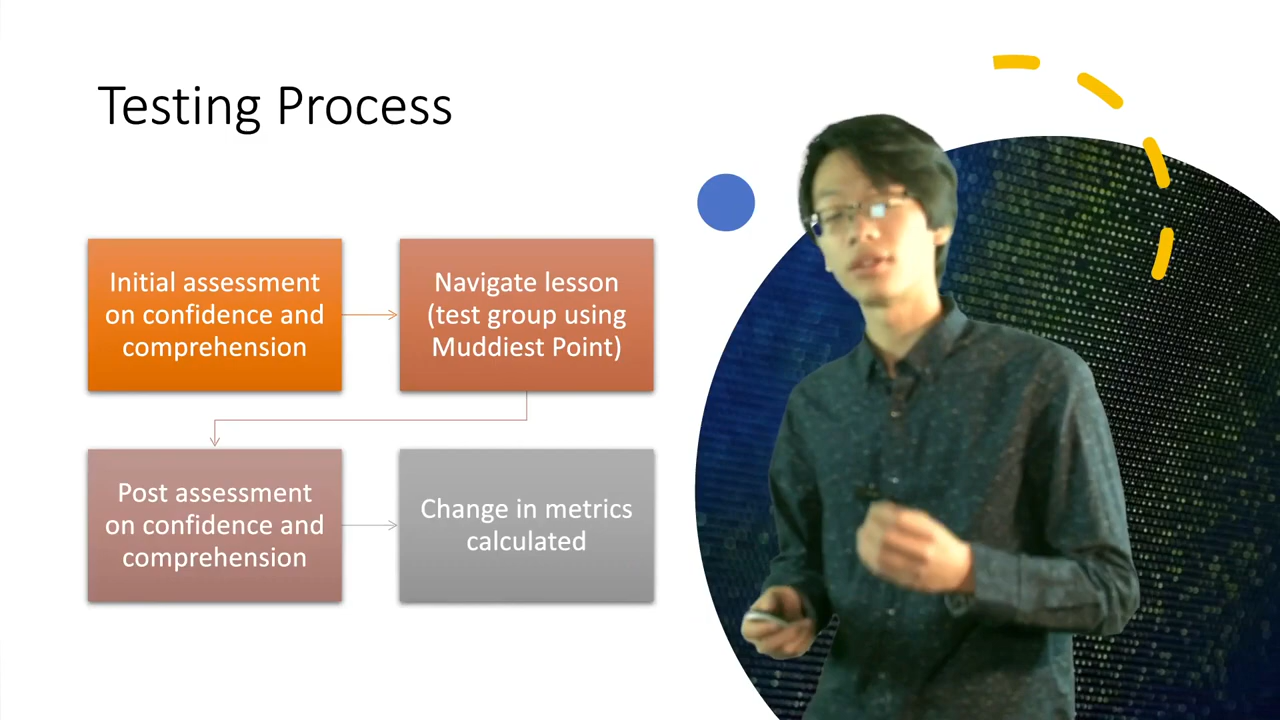 Testing Process
Initial assessment
on confidence and
comprehension
Navigate lesson
(test group using
Muddiest Point)
Post assessment
on confidence and
comprehension
Change in metrics
calculated